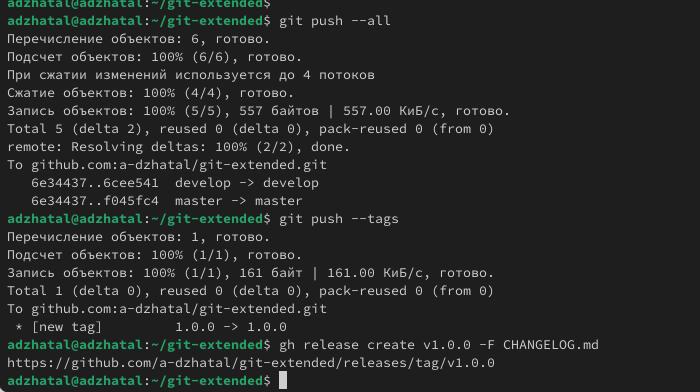 adzhatal@adzhatal:~/git-extended$
adzhatal@adzhatal:~/git-extended$ git push --all
Перечисление объектов: 6, готово.
Подсчет объектов: 100% (6/6), готово.
При сжатии изменений используется до 4 потоков
Сжатие объектов: 100% (4/4), готово.
Запись объектов: 100% (5/5), 557 байтов | 557.00 КиБ/с, готово.
Total 5 (delta 2), reused 0 (delta 0), pack-reused 0 (from 0)
remote: Resolving deltas: 100% (2/2), done.
To github.com:a-dzhatal/git-extended.git
   6e34437..6cee541  develop -> develop
   6e34437..f045fc4  master -> master
adzhatal@adzhatal:~/git-extended$ git push --tags
Перечисление объектов: 1, готово.
Подсчет объектов: 100% (1/1), готово.
Запись объектов: 100% (1/1), 161 байт | 161.00 КиБ/с, готово.
Total 1 (delta 0), reused 0 (delta 0), pack-reused 0 (from 0)
To github.com:a-dzhatal/git-extended.git
 * [new tag]         1.0.0 -> 1.0.0
adzhatal@adzhatal:~/git-extended$ gh release create v1.0.0 -F CHANGELOG.md
https://github.com/a-dzhatal/git-extended/releases/tag/v1.0.0
adzhatal@adzhatal:~/git-extended$